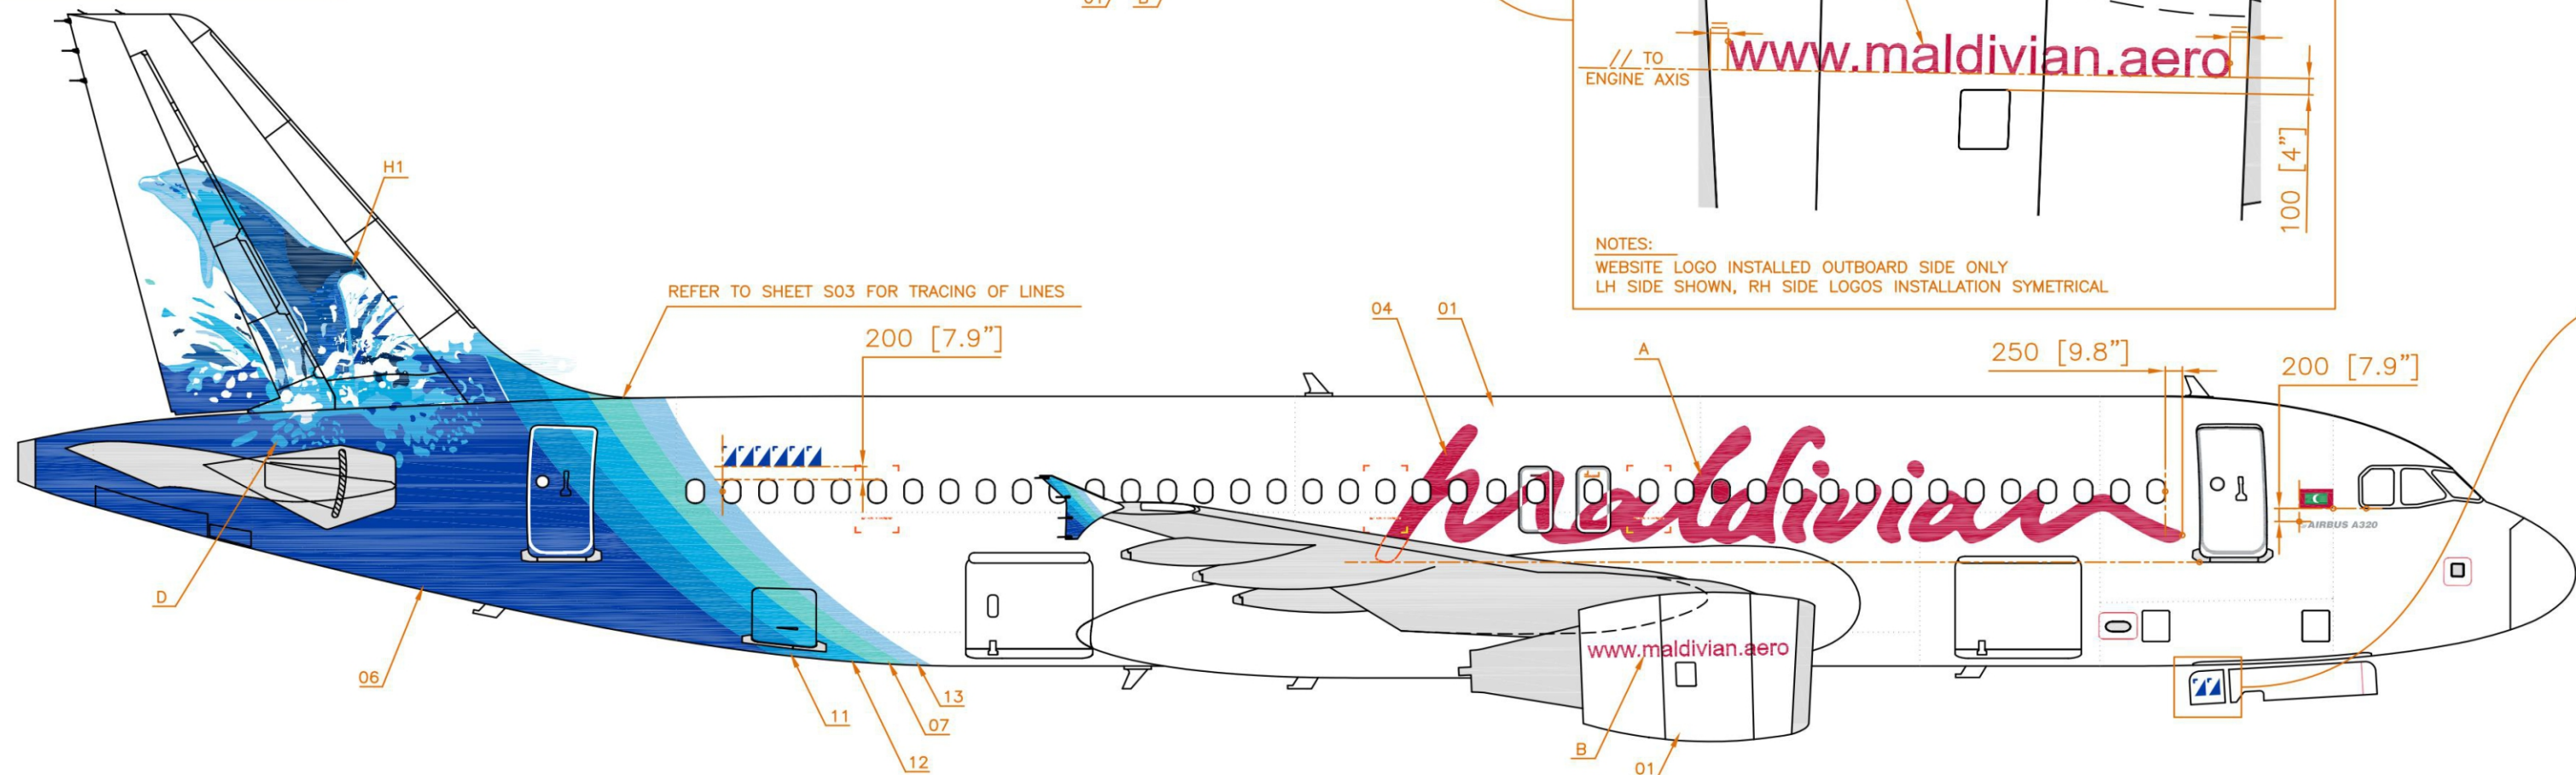 01 B
// TO
ENGINE AXIS
www.maldivian.aero
100 [4"]
NOTES:
WEBSITE LOGO INSTALLED OUTBOARD SIDE ONLY
LH SIDE SHOWN, RH SIDE LOGOS INSTALLATION SYMETRICAL
H1
REFER TO SHEET S03 FOR TRACING OF LINES
200 [7.9"]
04
01
A
250 [9.8"]
200 [7.9"]
maldivian
AIRBUS A320
D
06
11
12
07
13
www.maldivian.aero
B
01